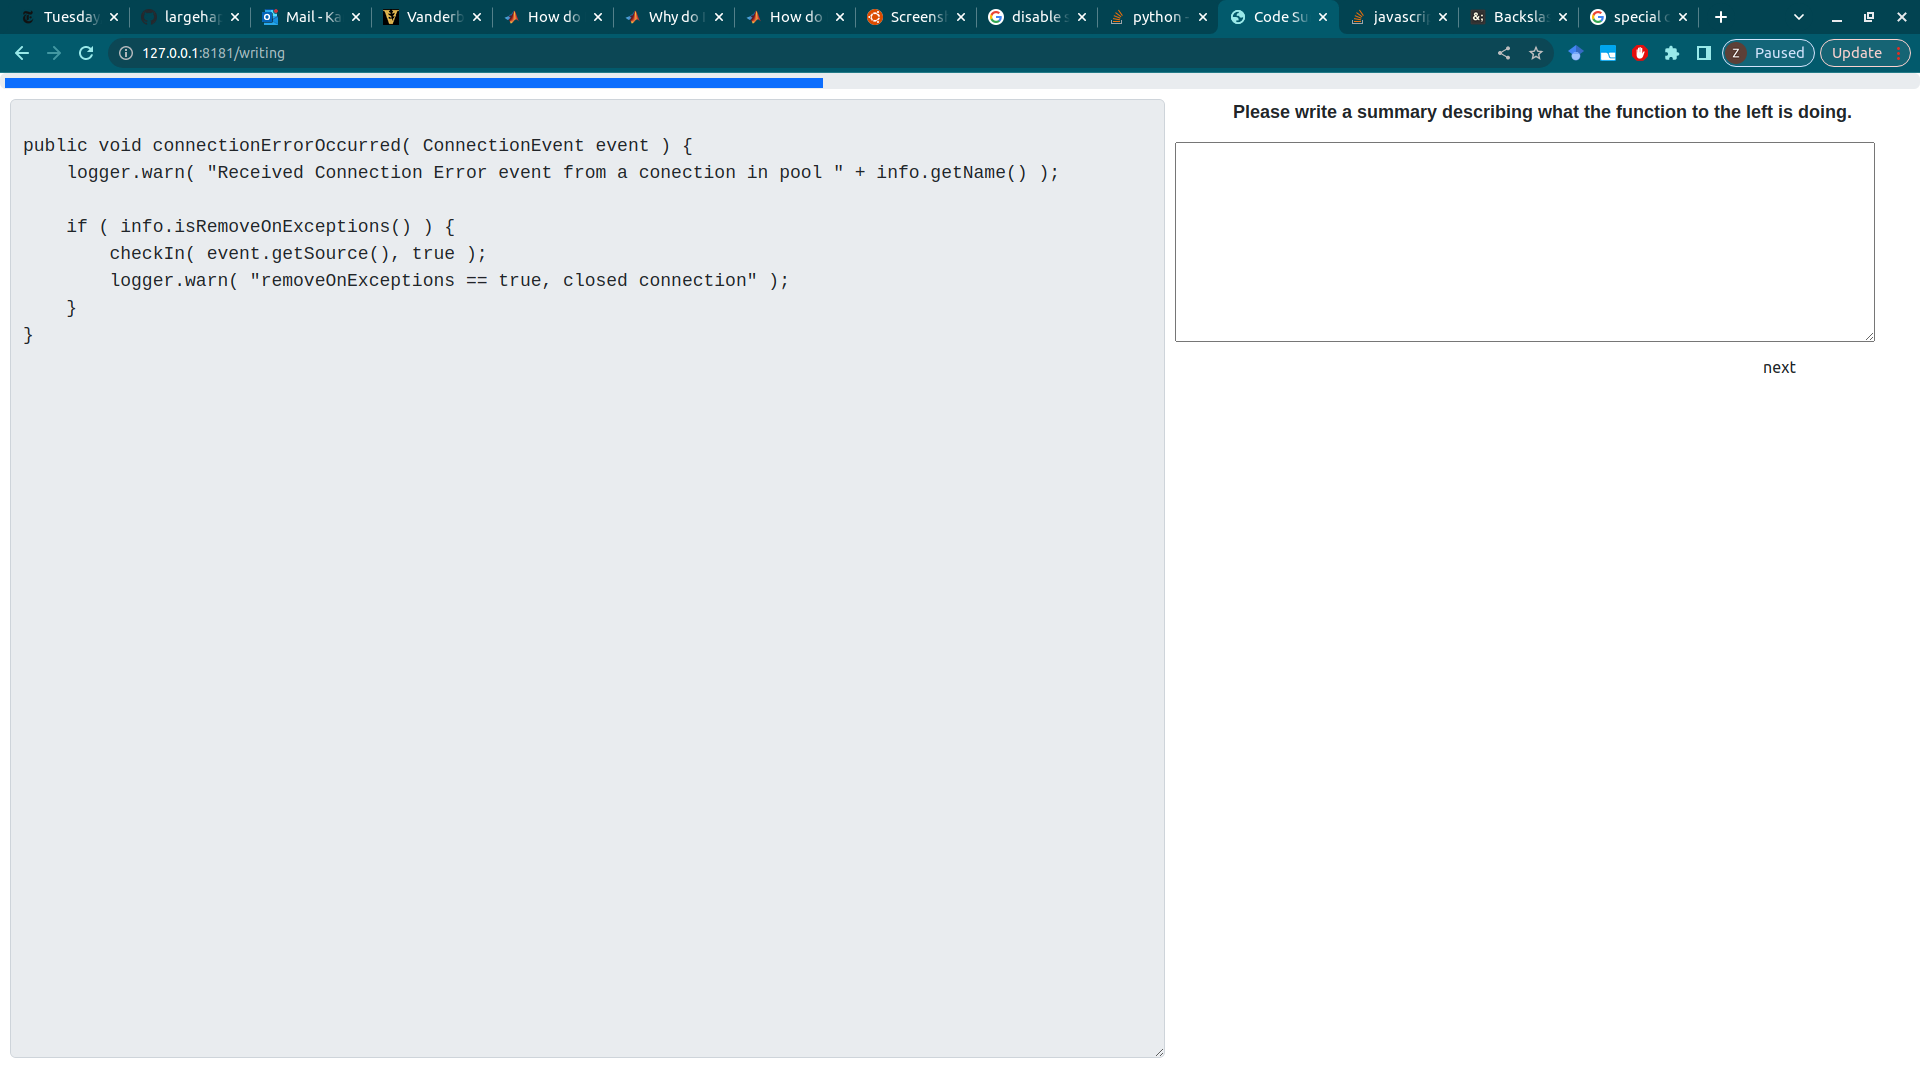 Tuesday
largehap
Mail - Ka
Vanderb
How do
Why do
How do
Screens
disable s
python -
Code Su
javascrip
Backslas
special c
127.0.0.1:8181/writing
Z Paused
Update
public void connectionErrorOccurred( ConnectionEvent event ) {
    logger.warn( "Received Connection Error event from a conection in pool " + info.getName() );
    if ( info.isRemoveOnExceptions() ) {
        checkIn( event.getSource(), true );
        logger.warn( "removeOnExceptions == true, closed connection" );
    }
}
Please write a summary describing what the function to the left is doing.
next